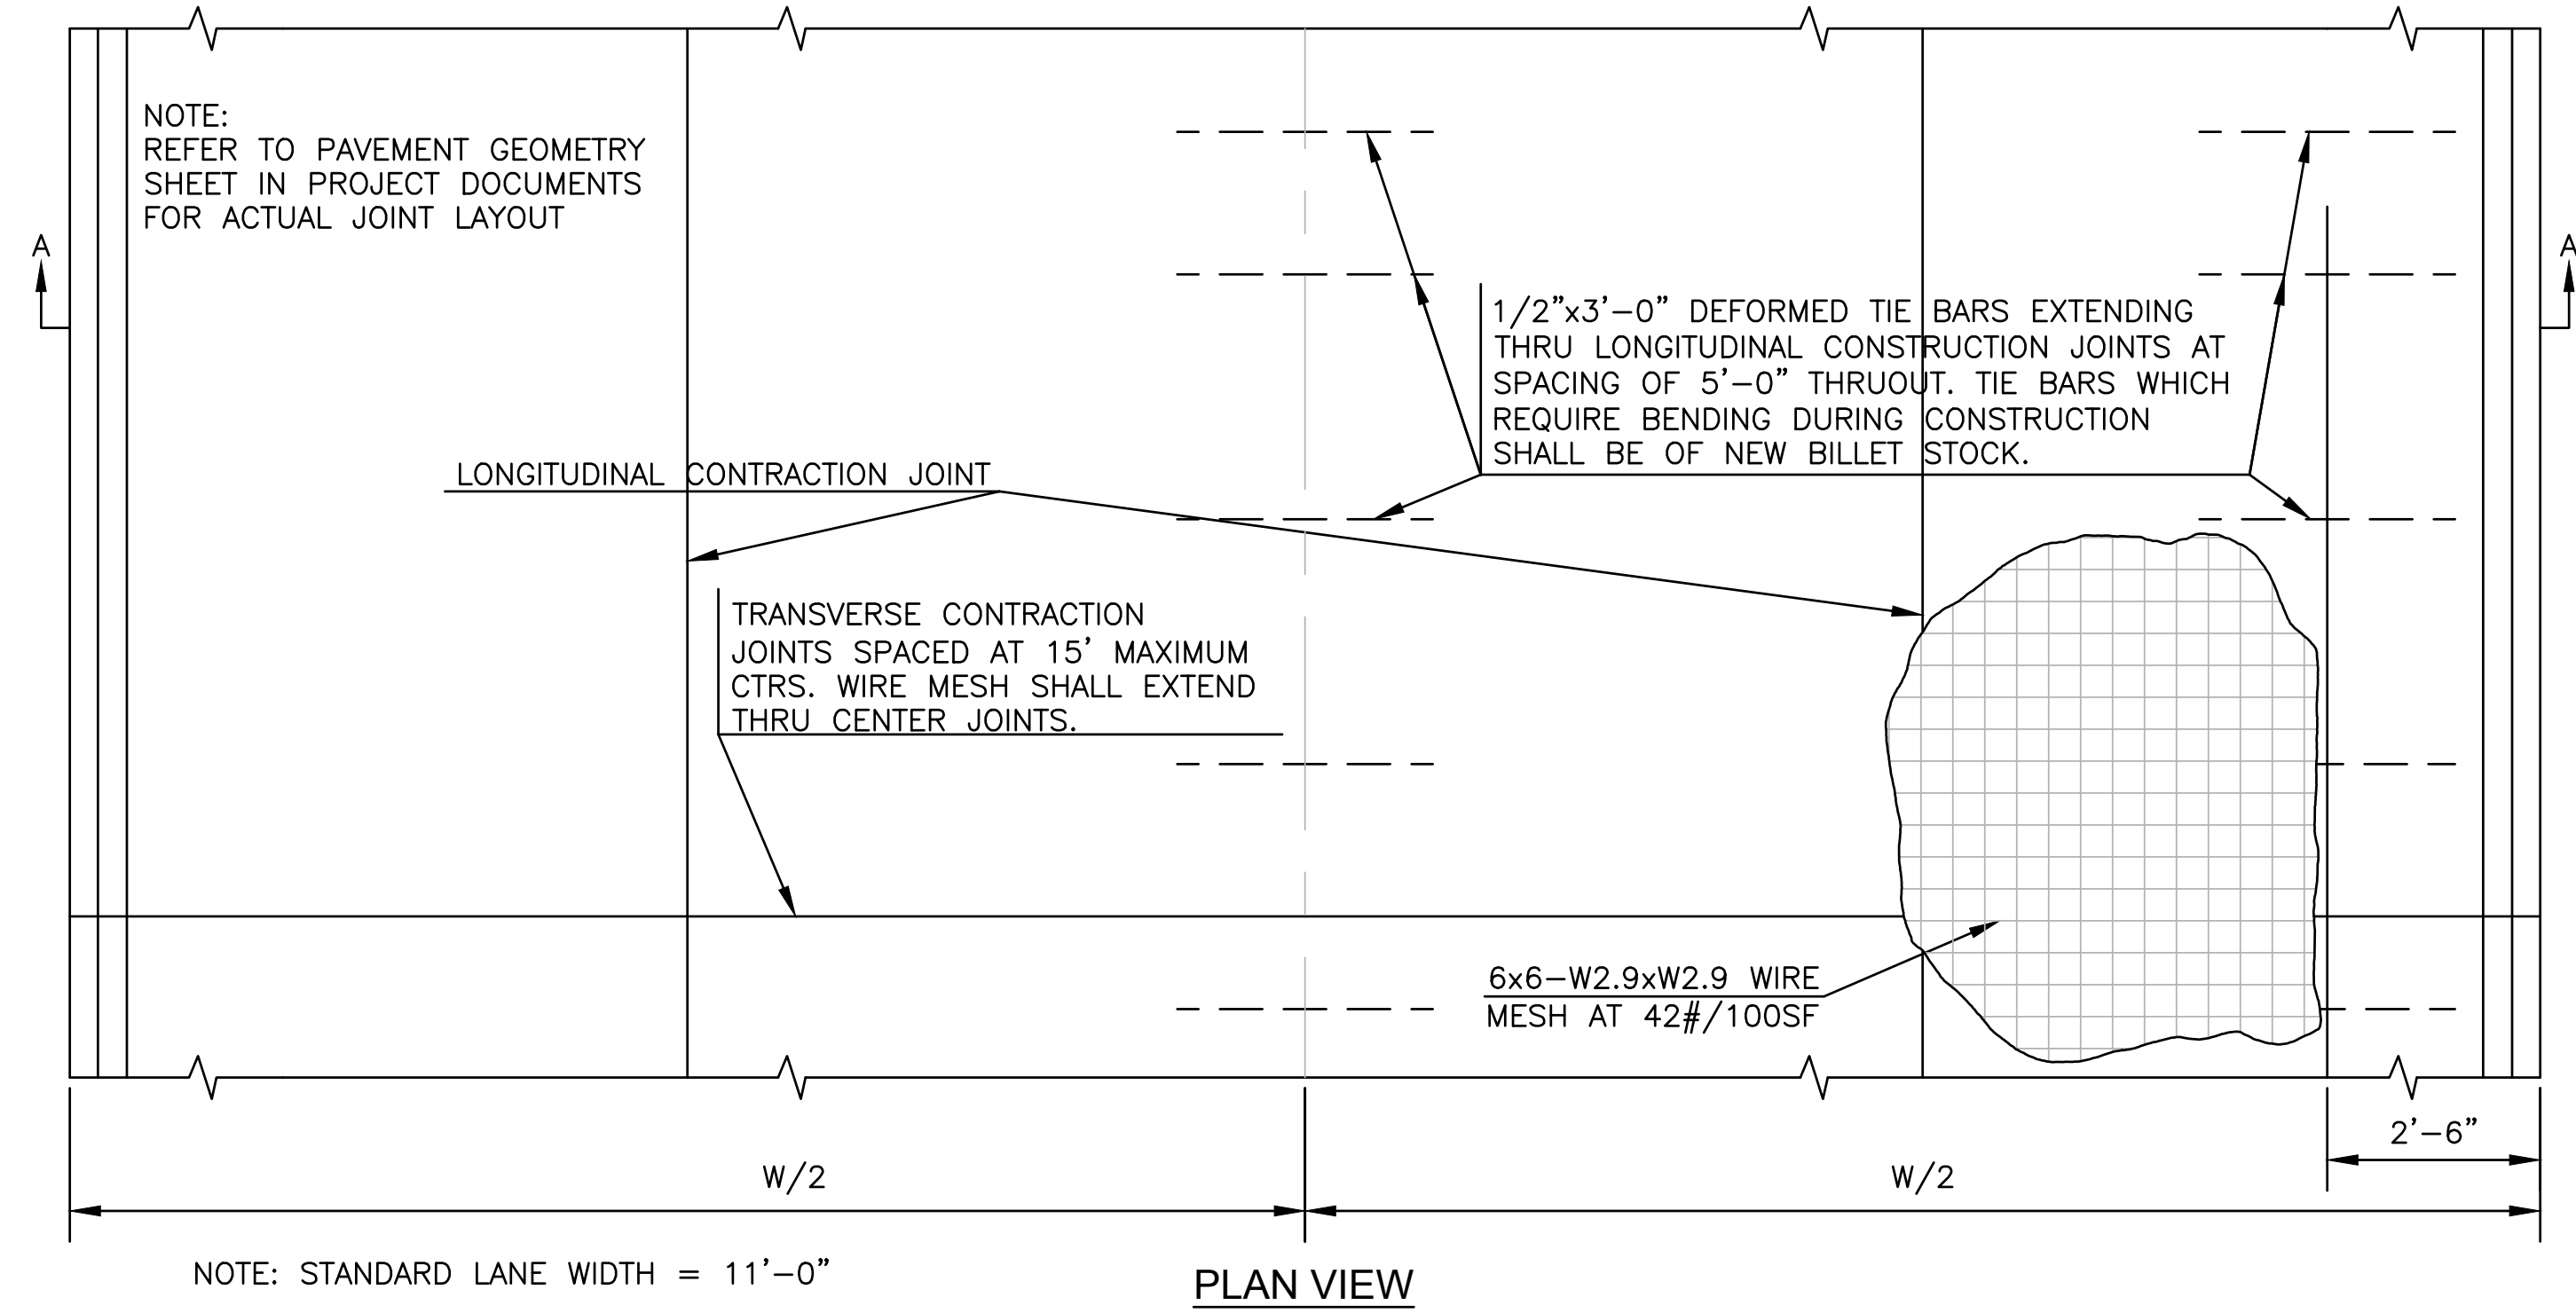 NOTE:
REFER TO PAVEMENT GEOMETRY
SHEET IN PROJECT DOCUMENTS
FOR ACTUAL JOINT LAYOUT
A
A
1/2"x3'-0" DEFORMED TIE BARS EXTENDING
THRU LONGITUDINAL CONSTRUCTION JOINTS AT
SPACING OF 5'-0" THRUOUT. TIE BARS WHICH
REQUIRE BENDING DURING CONSTRUCTION
SHALL BE OF NEW BILLET STOCK.
LONGITUDINAL CONTRACTION JOINT
TRANSVERSE CONTRACTION
JOINTS SPACED AT 15' MAXIMUM
CTRS. WIRE MESH SHALL EXTEND
THRU CENTER JOINTS.
6x6-W2.9xW2.9 WIRE
MESH AT 42#/100SF
2'-6"
W/2
W/2
NOTE: STANDARD LANE WIDTH = 11'-0"
PLAN VIEW